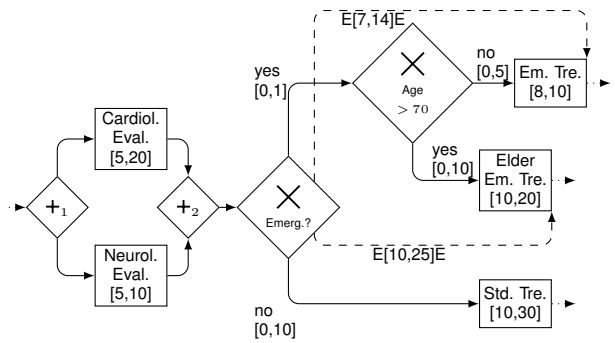 E[7,14]E
yes
[0,1]
Age
> 70
no
[0,5]
Em. Tre.
[8,10]
Cardiol.
Eval.
[5,20]
yes
[0,10]
Elder
Em. Tre.
[10,20]
+1
+2
Emerg.?
Neurol.
Eval.
[5,10]
E[10,25]E
no
[0,10]
Std. Tre.
[10,30]